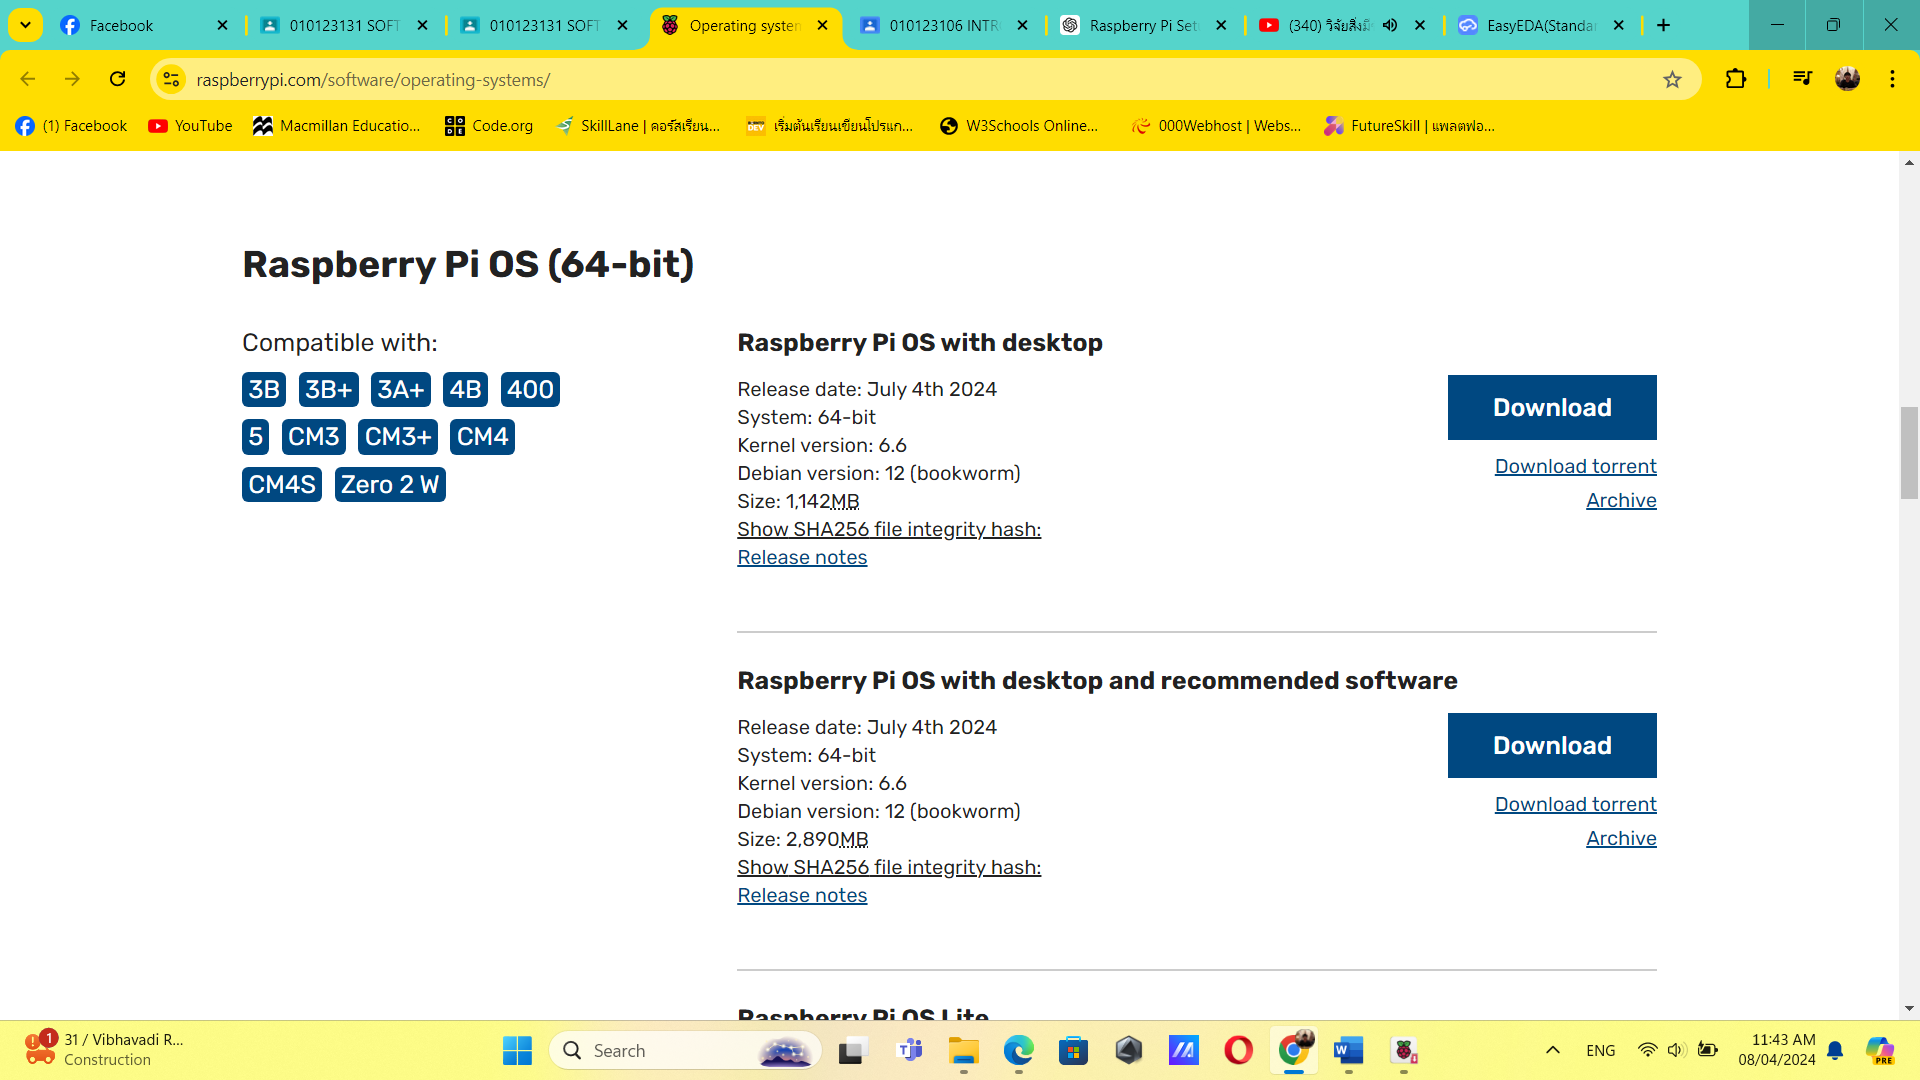 Facebook
010123131 SOFT
010123131 SOFT
Operating system
010123106 INTR
Raspberry Pi Set
(340) วิจัยสิ่งมี
EasyEDA(Standar
raspberrypi.com/software/operating-systems/
(1) Facebook
YouTube
Macmillan Educatio...
Code.org
SkillLane | คอร์สเรียน...
เริ่มต้นเรียนเขียนโปรแก...
W3Schools Online...
000Webhost | Webs...
FutureSkill | แพลตฟอ...
Raspberry Pi OS (64-bit)
Compatible with:
3B 3B+ 3A+ 4B 400
5 CM3 CM3+ CM4
CM4S Zero 2 W
Raspberry Pi OS with desktop
Release date: July 4th 2024
System: 64-bit
Kernel version: 6.6
Debian version: 12 (bookworm)
Size: 1,142MB
Show SHA256 file integrity hash:
Release notes
Download
Download torrent
Archive
Raspberry Pi OS with desktop and recommended software
Release date: July 4th 2024
System: 64-bit
Kernel version: 6.6
Debian version: 12 (bookworm)
Size: 2,890MB
Show SHA256 file integrity hash:
Release notes
Download
Download torrent
Archive
Raspberry Pi OS Lite
1
31 / Vibhavadi R...
Construction
Search
ENG
11:43 AM
08/04/2024
PRE